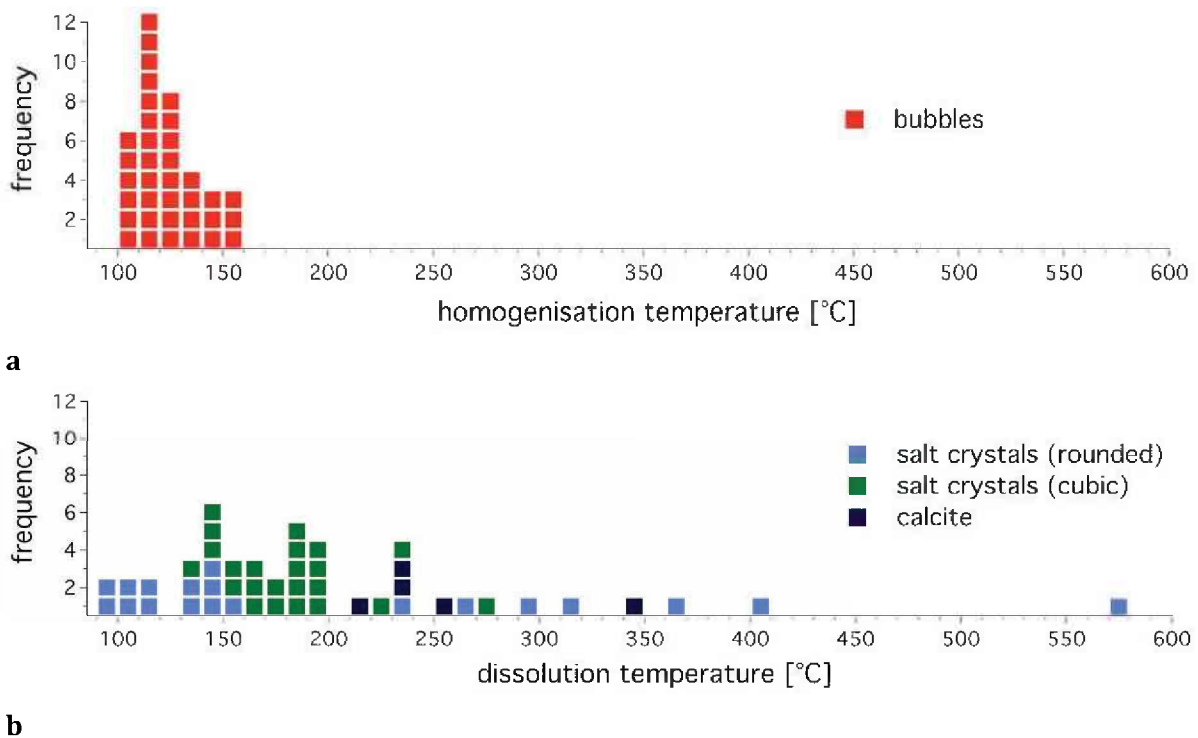 12
10
8
6
4
2
frequency
bubbles
100 150 200 250 300 350 400 450 500 550 600
homogenisation temperature [°C]
a
12
10
8
6
4
2
frequency
salt crystals (rounded)
salt crystals (cubic)
calcite
100 150 200 250 300 350 400 450 500 550 600
dissolution temperature [°C]
b